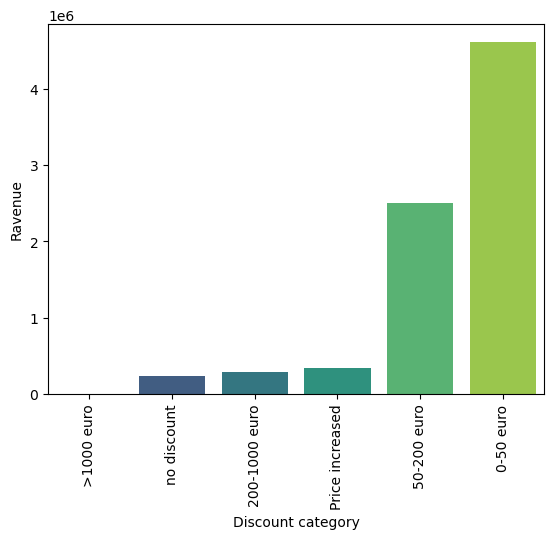 1e6
4
3
2
1
0
Ravenue
>1000 euro
no discount
200-1000 euro
Price increased
50-200 euro
0-50 euro
Discount category